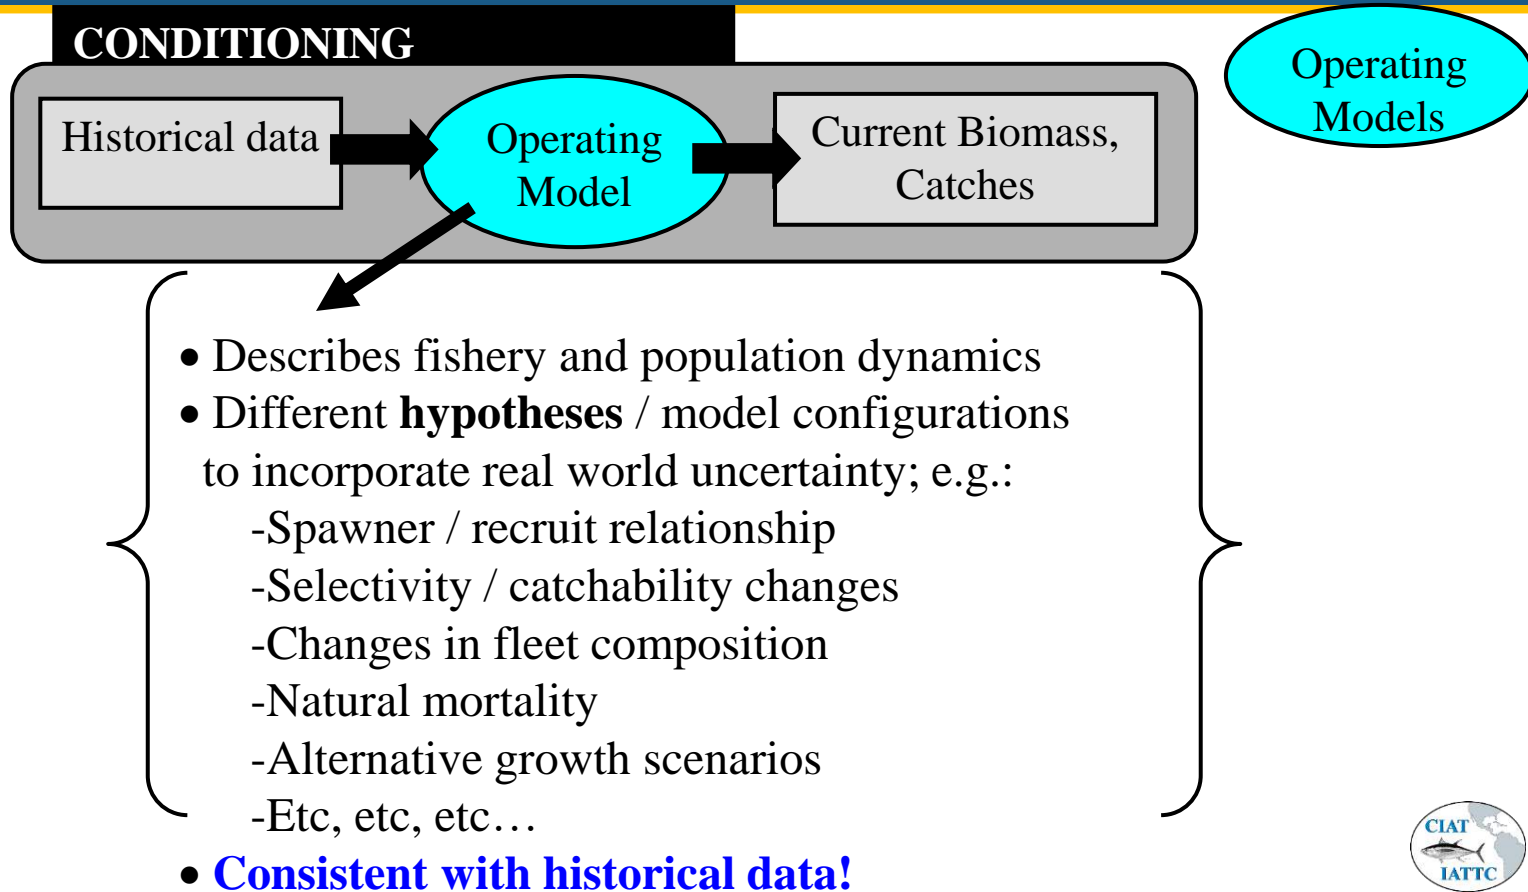 CONDITIONING
Operating
Models
Historical data
Operating
Model
Current Biomass,
Catches
• Describes fishery and population dynamics
• Different hypotheses / model configurations
to incorporate real world uncertainty; e.g.:
-Spawner / recruit relationship
-Selectivity / catchability changes
-Changes in fleet composition
-Natural mortality
-Alternative growth scenarios
-Etc, etc, etc…
• Consistent with historical data!
CIAT
IATTC